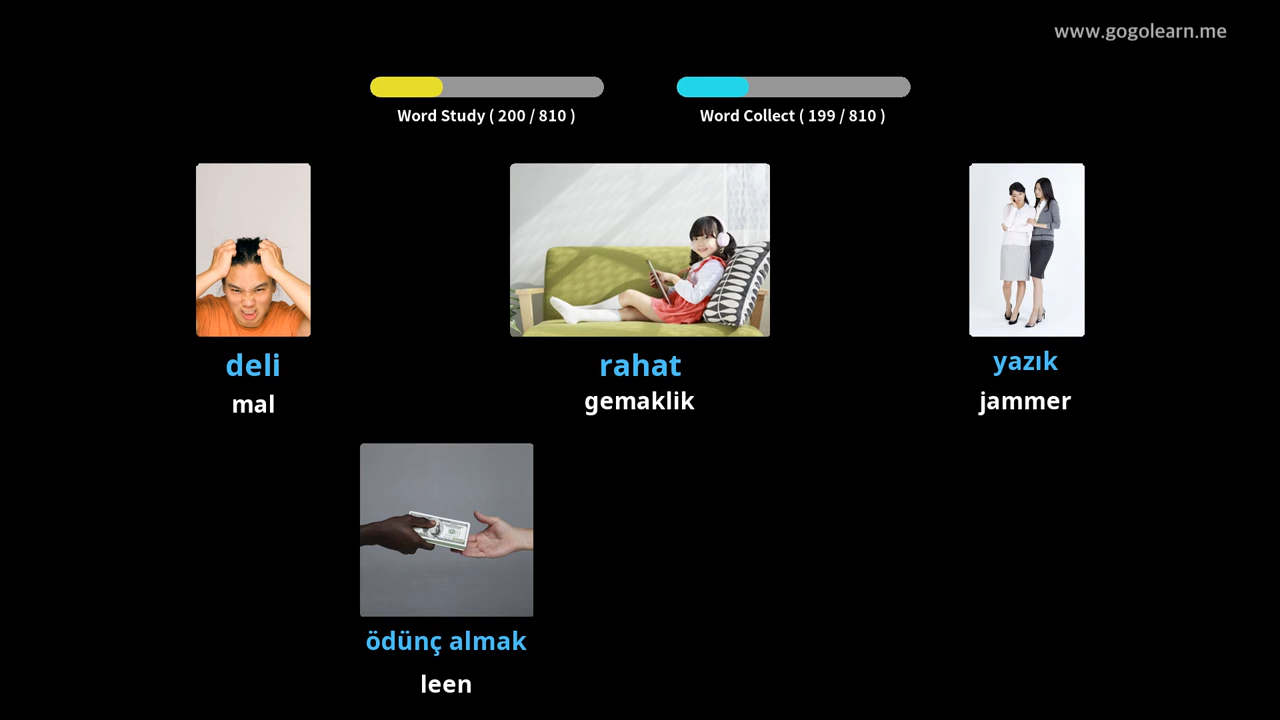 www.gogolearn.me
Word Study ( 200 / 810 )
Word Collect ( 199 / 810 )
deli
mal
rahat
gemaklik
yazık
jammer
ödünç almak
leen